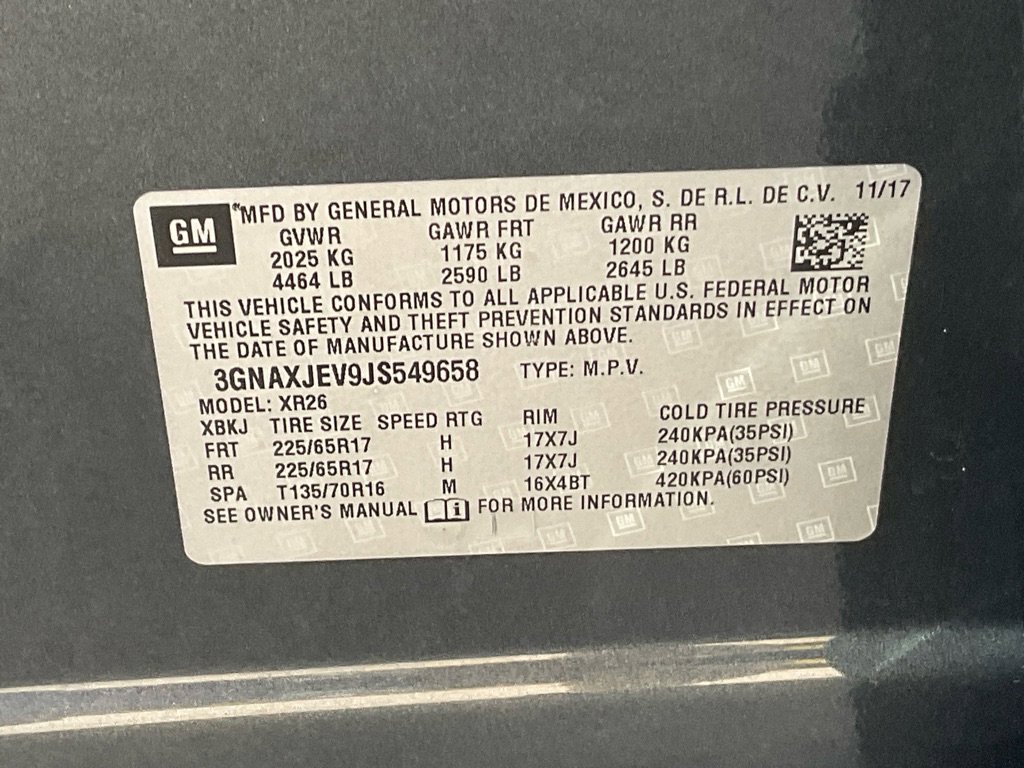 GM
*MFD BY GENERAL MOTORS DE MEXICO, S. DE R.L. DE C.V. 11/17
GVWR GAWR FRT GAWR RR
2025 KG 1175 KG 1200 KG
4464 LB 2590 LB 2645 LB
THIS VEHICLE CONFORMS TO ALL APPLICABLE U.S. FEDERAL MOTOR
VEHICLE SAFETY AND THEFT PREVENTION STANDARDS IN EFFECT ON
THE DATE OF MANUFACTURE SHOWN ABOVE.
3GNAXJEV9JS549658 TYPE: M.P.V.
MODEL: XR26
XBKJ TIRE SIZE SPEED RTG RIM COLD TIRE PRESSURE
FRT 225/65R17 H 17X7J 240KPA(35PSI)
RR 225/65R17 H 17X7J 240KPA(35PSI)
SPA T135/70R16 M 16X4BT 420KPA(60PSI)
SEE OWNER'S MANUAL i FOR MORE INFORMATION.